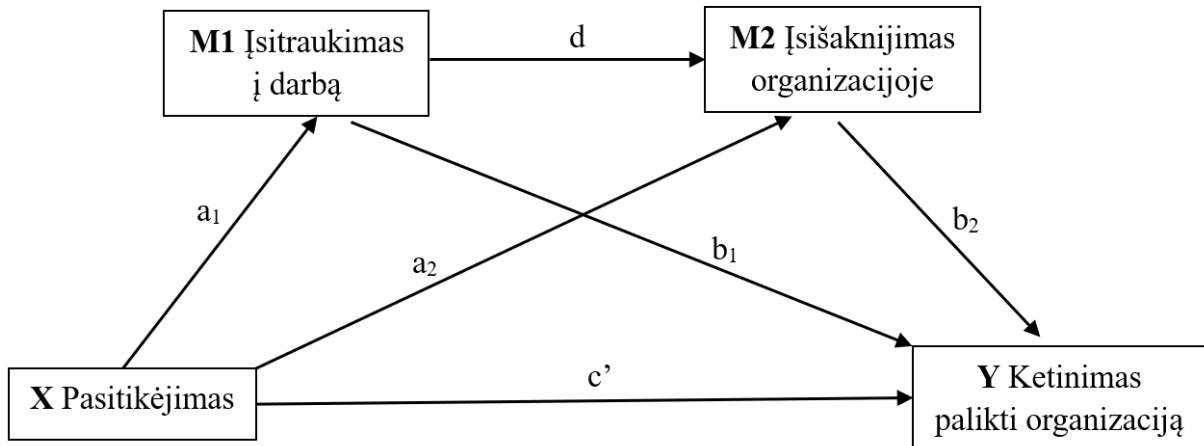 M1 Įsitraukimas
į darbą
d
M2 Įsišaknijimas
organizacijoje
a₁
a₂
b₁
b₂
X Pasitikėjimas
c’
Y Ketinimas
palikti organizaciją